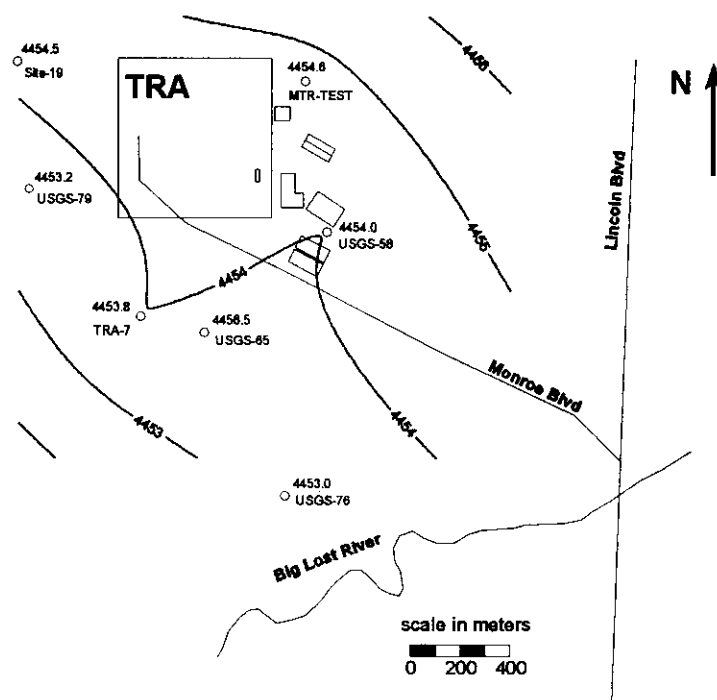 4454.5
Site-19
TRA
4454.6
MTR-TEST
4456
N
4453.2
USGS-79
4454.0
USGS-58
4455
Lincoln Blvd
4454
4453.8
TRA-7
4456.5
USGS-65
Monroe Blvd
4453
4454
4453.0
USGS-76
Big Lost River
scale in meters
0 200 400